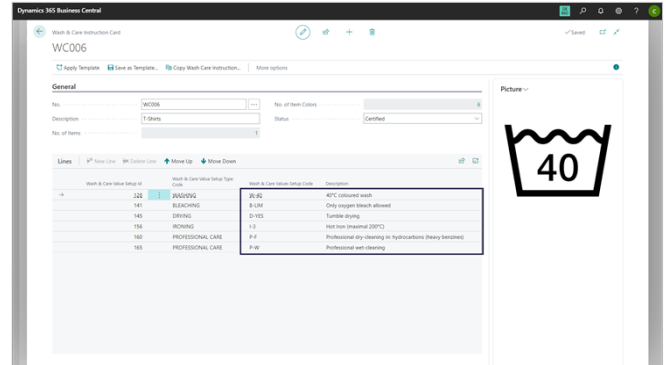 Dynamics 365 Business Central
Wash & Care Instruction Card
✓ Saved
WC006
Apply Template Save as Template... Copy Wash Care Instruction... More options
General
Picture
No. WC006 No. of Item Colors 6
Description T-Shirts Status Certified
No. of Items 1
40
Lines New Line Delete Line Move Up Move Down
Wash & Care Value Setup Id Wash & Care Value Setup Type Code Wash & Care Values Setup Code Description
128 WASHING W-40 40°C coloured wash
141 BLEACHING B-LIM Only oxygen bleach allowed
145 DRYING D-YES Tumble drying
156 IRONING I-3 Hot Iron (maximal 200°C)
160 PROFESSIONAL CARE P-F Professional dry-cleaning in: hydrocarbons (heavy benzines)
165 PROFESSIONAL CARE P-W Professional wet-cleaning